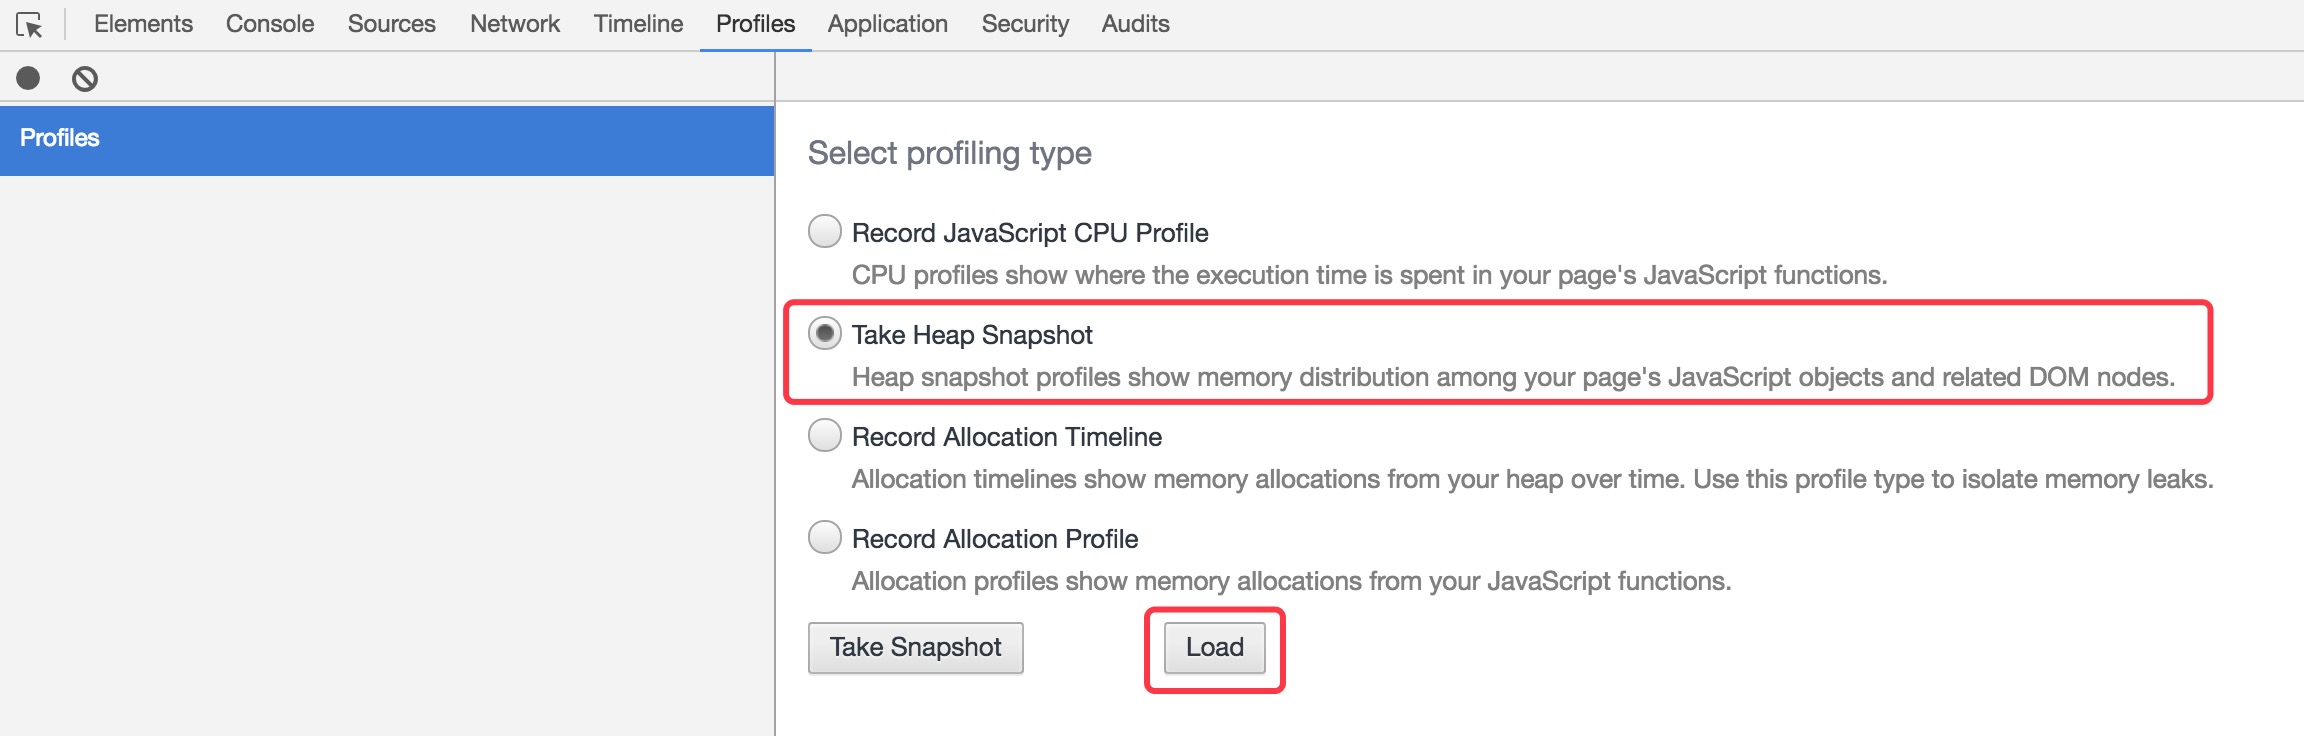 Elements Console Sources Network Timeline Profiles Application Security Audits
Profiles
Select profiling type
Record JavaScript CPU Profile
CPU profiles show where the execution time is spent in your page's JavaScript functions.
Take Heap Snapshot
Heap snapshot profiles show memory distribution among your page's JavaScript objects and related DOM nodes.
Record Allocation Timeline
Allocation timelines show memory allocations from your heap over time. Use this profile type to isolate memory leaks.
Record Allocation Profile
Allocation profiles show memory allocations from your JavaScript functions.
Take Snapshot Load